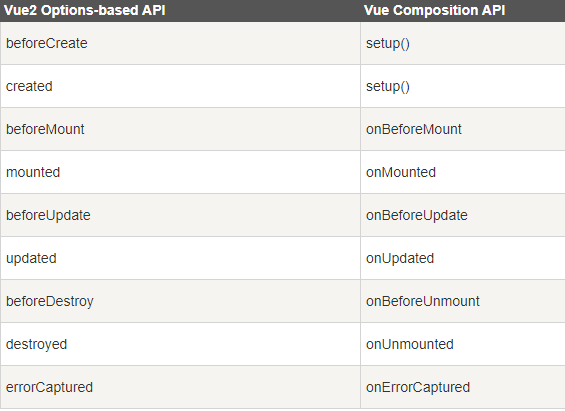 Vue2 Options-based API Vue Composition API
beforeCreate setup()
created setup()
beforeMount onBeforeMount
mounted onMounted
beforeUpdate onBeforeUpdate
updated onUpdated
beforeDestroy onBeforeUnmount
destroyed onUnmounted
errorCaptured onErrorCaptured